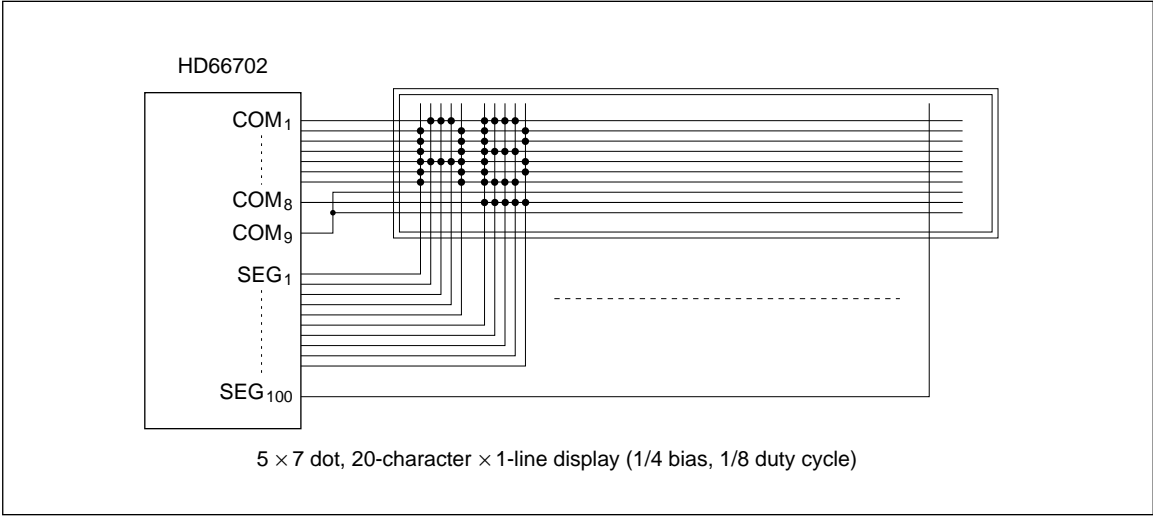 HD66702
COM1
COM8
COM9
SEG1
SEG100
5 × 7 dot, 20-character × 1-line display (1/4 bias, 1/8 duty cycle)